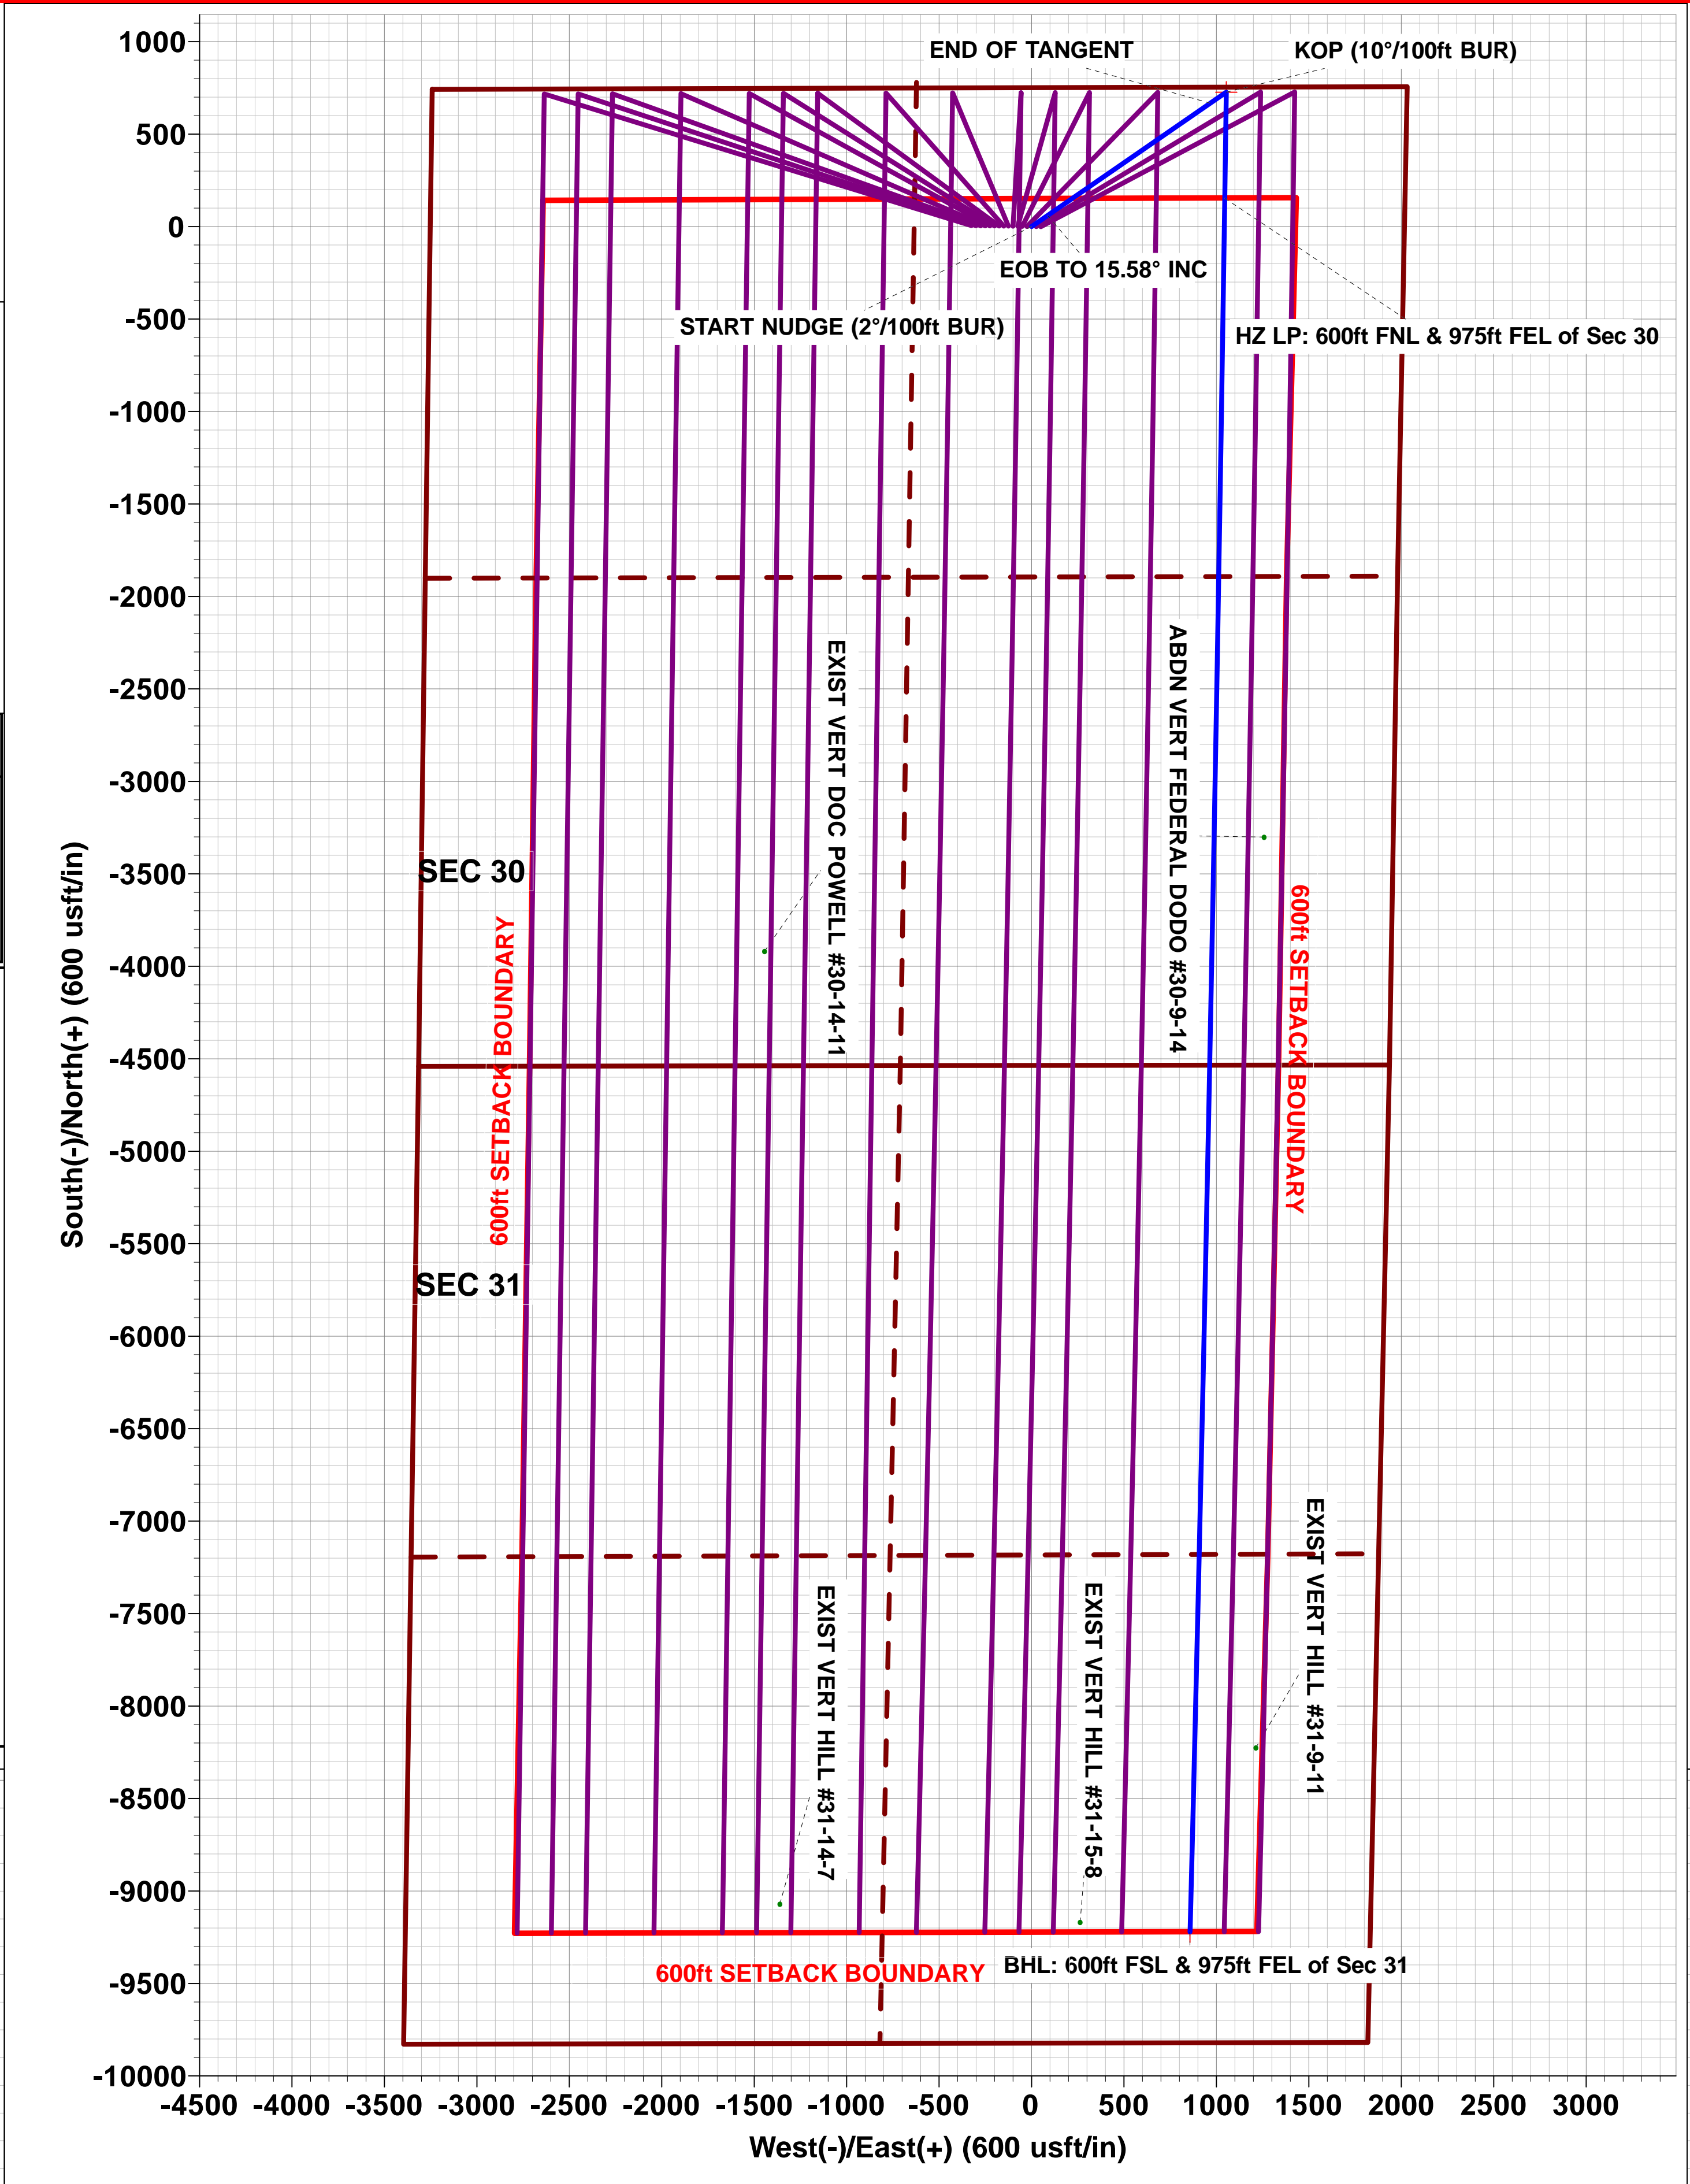 END OF TANGENT
KOP (10°/100ft BUR)
1000
500
0
-500
-1000
-1500
-2000
-2500
-3000
-3500
-4000
-4500
-5000
-5500
-6000
-6500
-7000
-7500
-8000
-8500
-9000
-9500
-10000
South(-)/North(+) (600 usft/in)
EOB TO 15.58° INC
START NUDGE (2°/100ft BUR)
HZ LP: 600ft FNL & 975ft FEL of Sec 30
EXIST VERT DOC POWELL #30-14-11
ABDN VERT FEDERAL DODO #30-9-14
SEC 30
600ft SETBACK BOUNDARY
600ft SETBACK BOUNDARY
SEC 31
EXIST VERT HILL #31-9-11
EXIST VERT HILL #31-14-7
EXIST VERT HILL #31-15-8
600ft SETBACK BOUNDARY
BHL: 600ft FSL & 975ft FEL of Sec 31
-4500 -4000 -3500 -3000 -2500 -2000 -1500 -1000 -500 0 500 1000 1500 2000 2500 3000
West(-)/East(+) (600 usft/in)